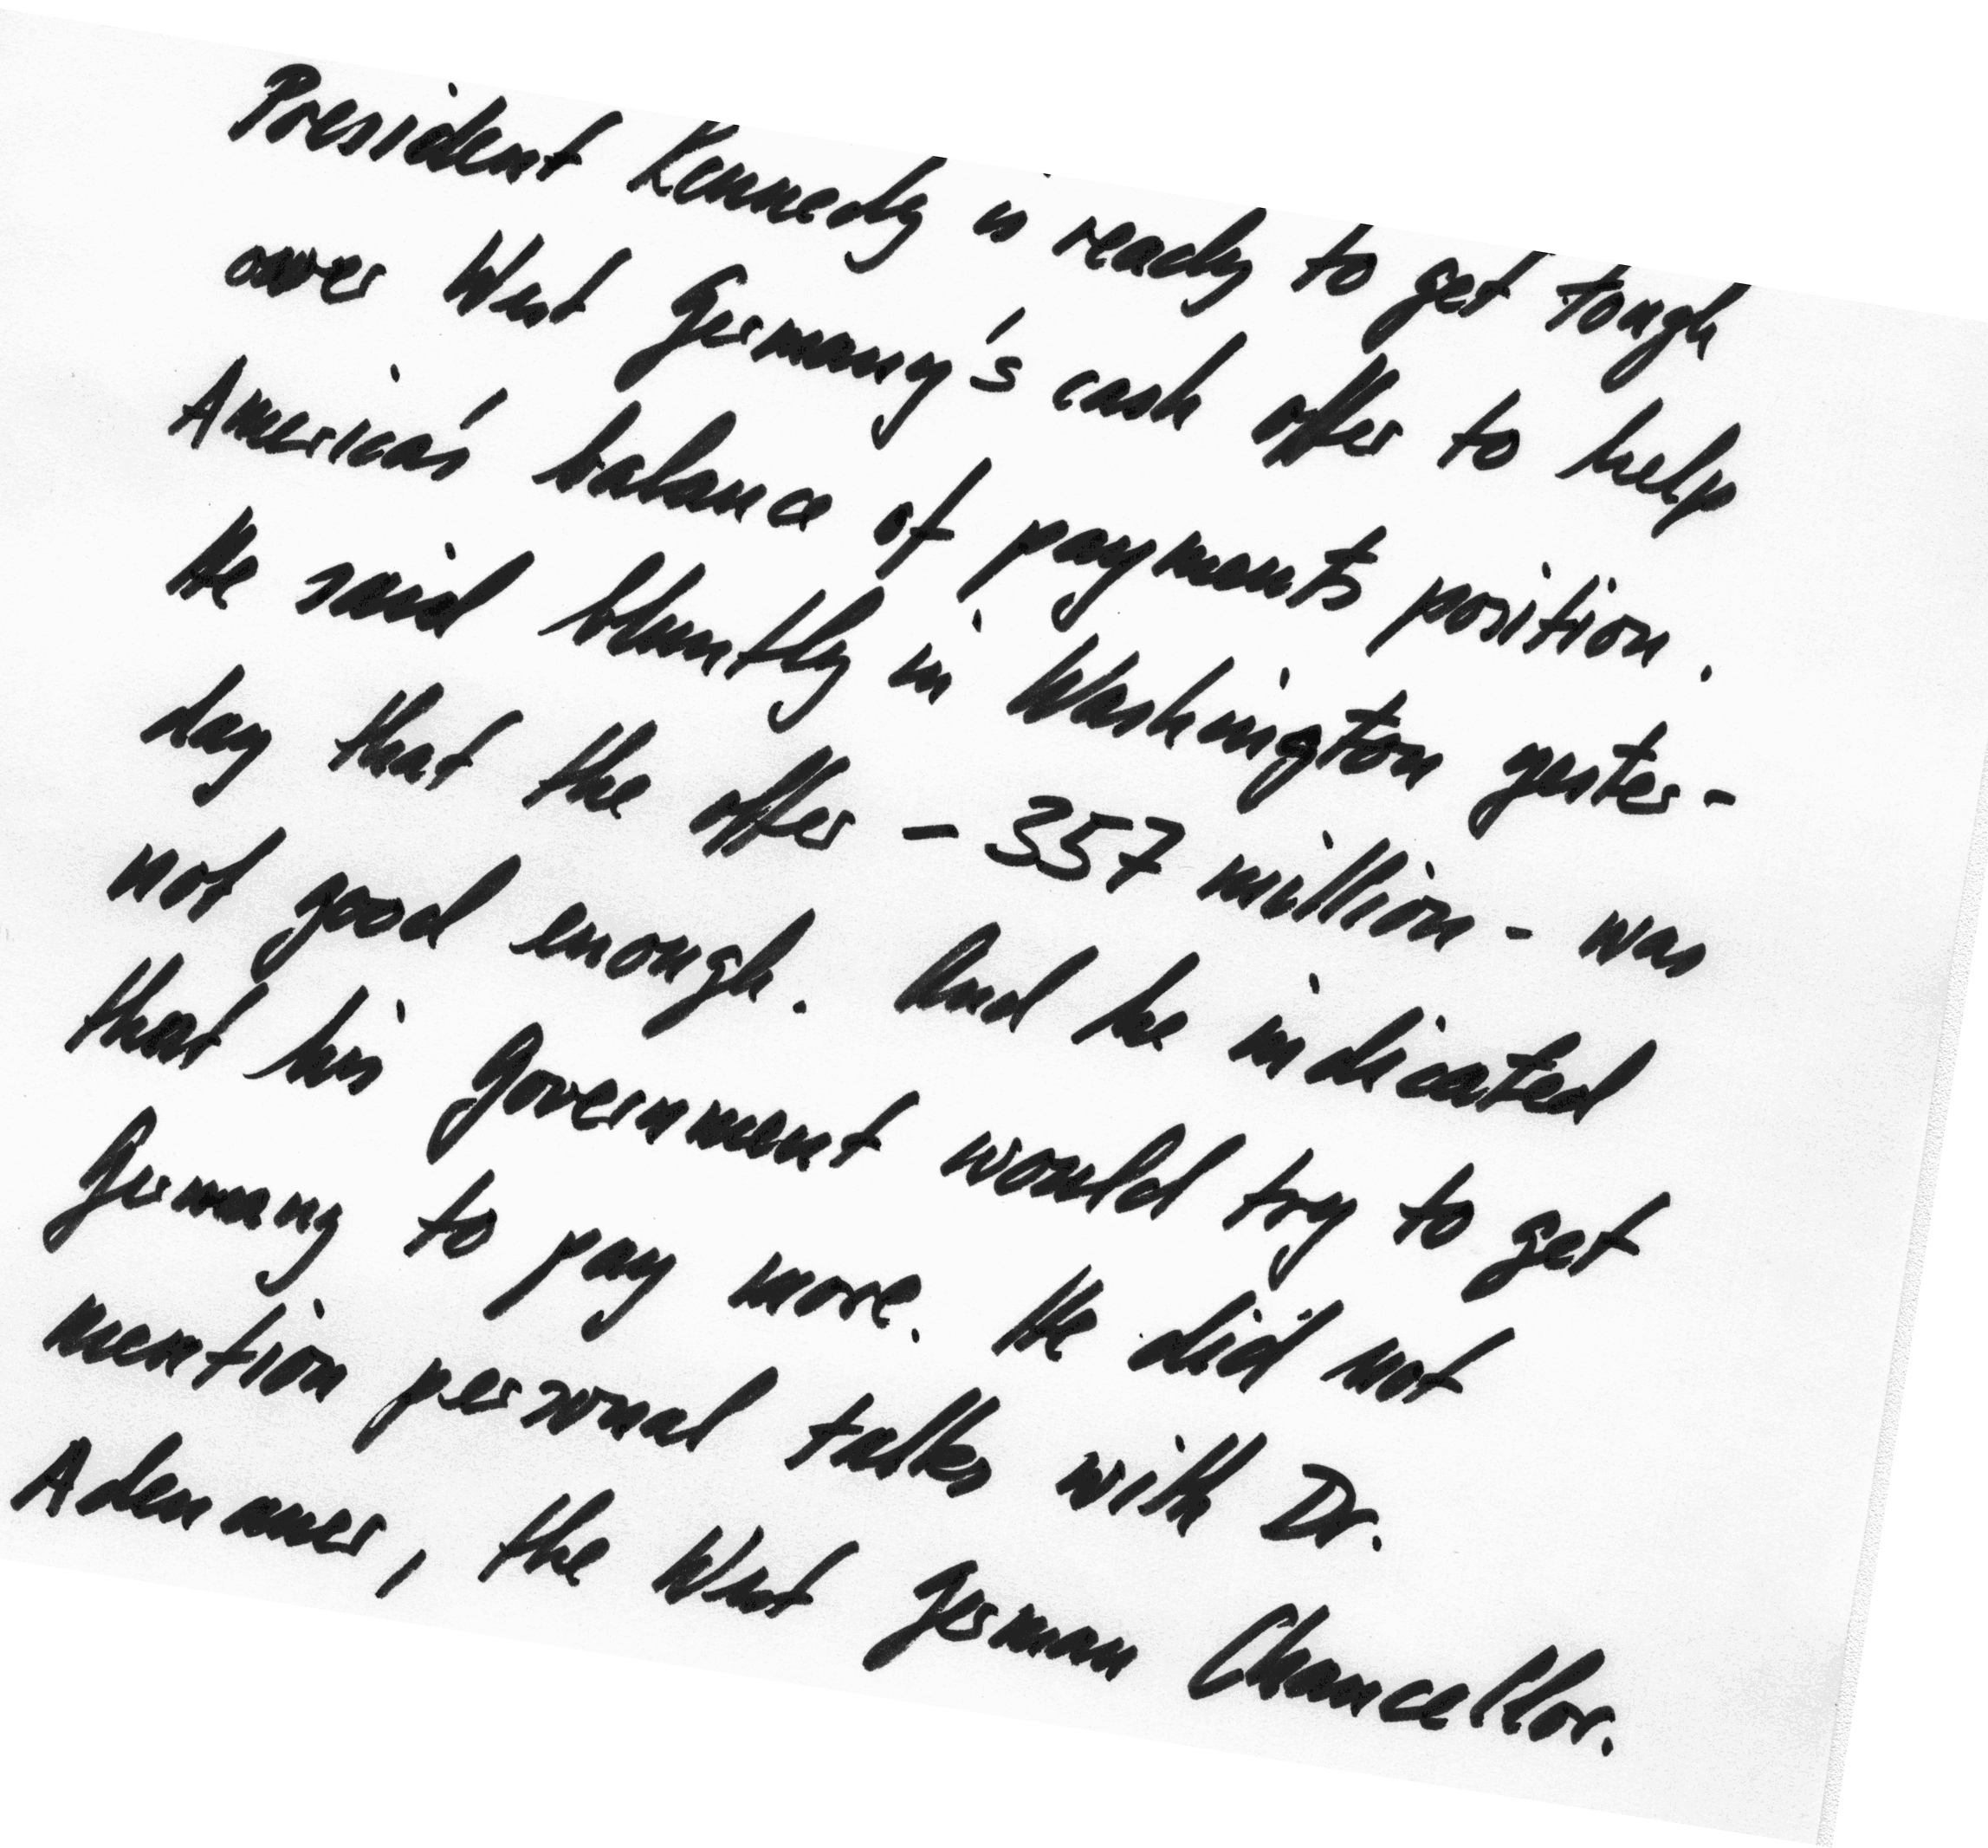 President Kennedy is ready to get tough
over West Germany's cash offer to help
America's balance of payments position.
He said bluntly in Washington yester-
day that the offer - 357 million - was
not good enough. And he indicated
that his Government would try to get
Germany to pay more. He did not
mention personal talks with Dr.
Adenauer, the West German Chancellor.